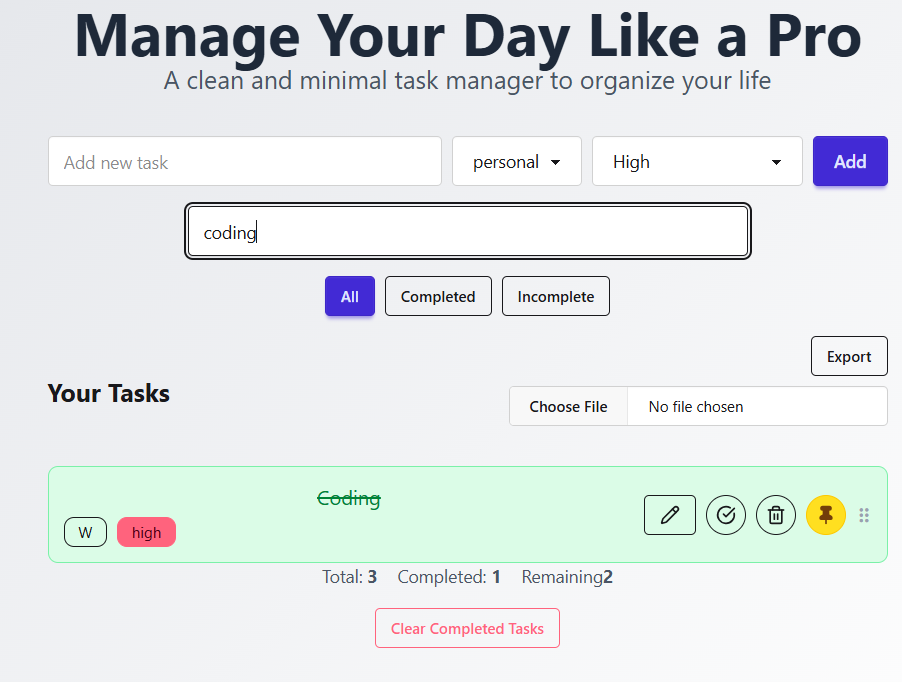 Manage Your Day Like a Pro
A clean and minimal task manager to organize your life
Add new task personal High Add
coding
All Completed Incomplete
Export
Your Tasks
Choose File No file chosen
Coding
W high
Total: 3 Completed: 1 Remaining2
Clear Completed Tasks